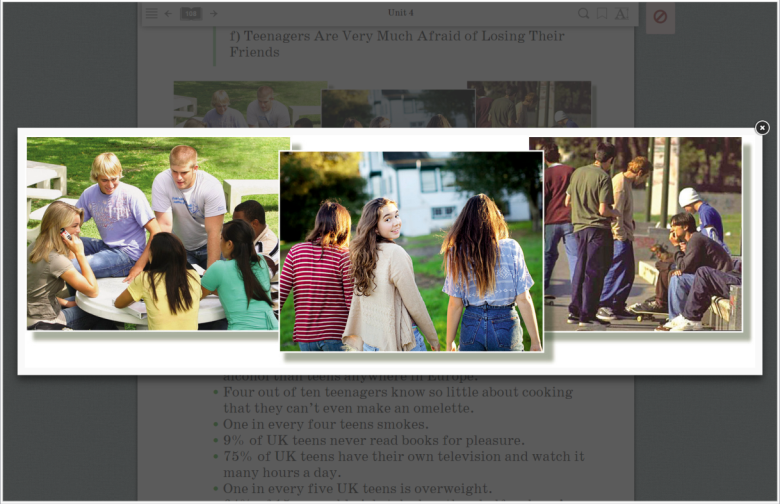 Unit 4
f) Teenagers Are Very Much Afraid of Losing Their
Friends
alcohol than teens anywhere in Europe.
• Four out of ten teenagers know so little about cooking
that they can't even make an omelette.
• One in every four teens smokes.
• 9% of UK teens never read books for pleasure.
• 75% of UK teens have their own television and watch it
many hours a day.
• One in every five UK teens is overweight.